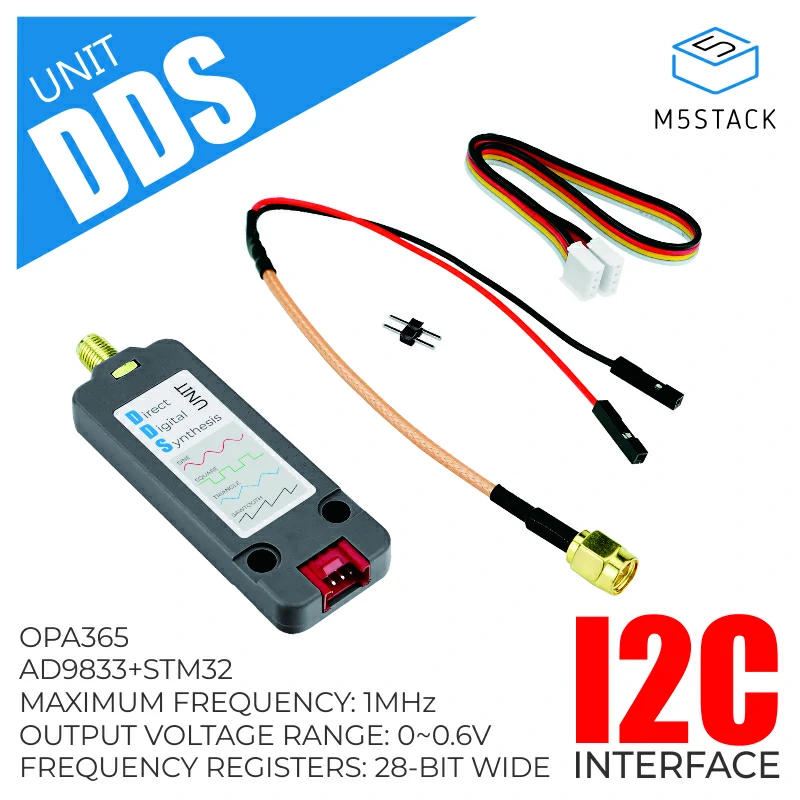 UNIT
DDS
5
M5STACK
Direct
Digital
Synthesis
UNIT
SINE
SQUARE
TRIANGLE
SAWTOOTH
OPA365
AD9833+STM32
MAXIMUM FREQUENCY: 1MHz
OUTPUT VOLTAGE RANGE: 0~0.6V
FREQUENCY REGISTERS: 28-BIT WIDE
I2C
INTERFACE